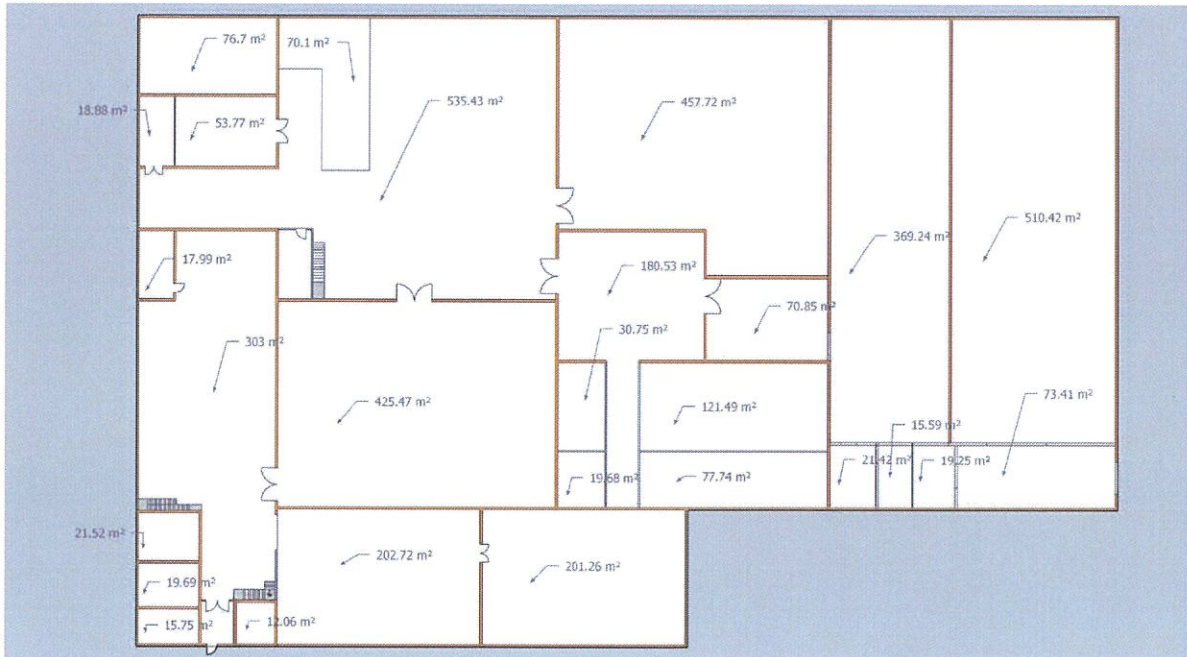 76.7 m²
70.1 m²
18.88 m²
53.77 m²
535.43 m²
457.72 m²
17.99 m²
180.53 m²
369.24 m²
510.42 m²
70.85 m²
30.75 m²
303 m²
425.47 m²
121.49 m²
73.41 m²
15.59 m²
21.42 m²
19.25 m²
19.68 m²
77.74 m²
21.52 m²
202.72 m²
201.26 m²
19.69 m²
15.75 m²
12.06 m²